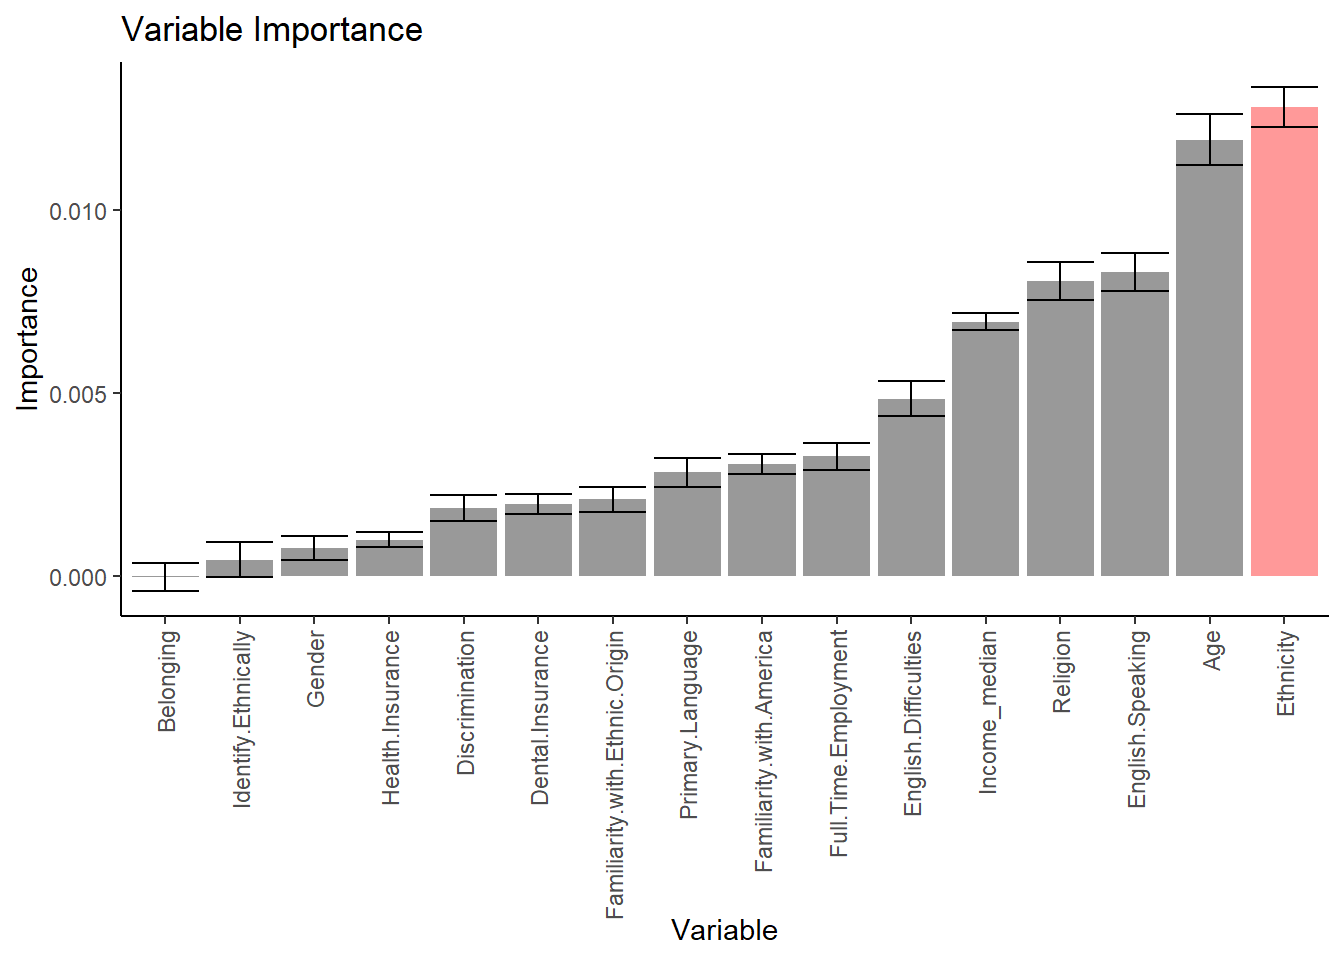 Variable Importance
Importance
0.010
0.005
0.000
Belonging
Identify.Ethnically
Gender
Health.Insurance
Discrimination
Dental.Insurance
Familiarity.with.Ethnic.Origin
Primary.Language
Familiarity.with.America
Full.Time.Employment
English.Difficulties
Income_median
Religion
English.Speaking
Age
Ethnicity
Variable